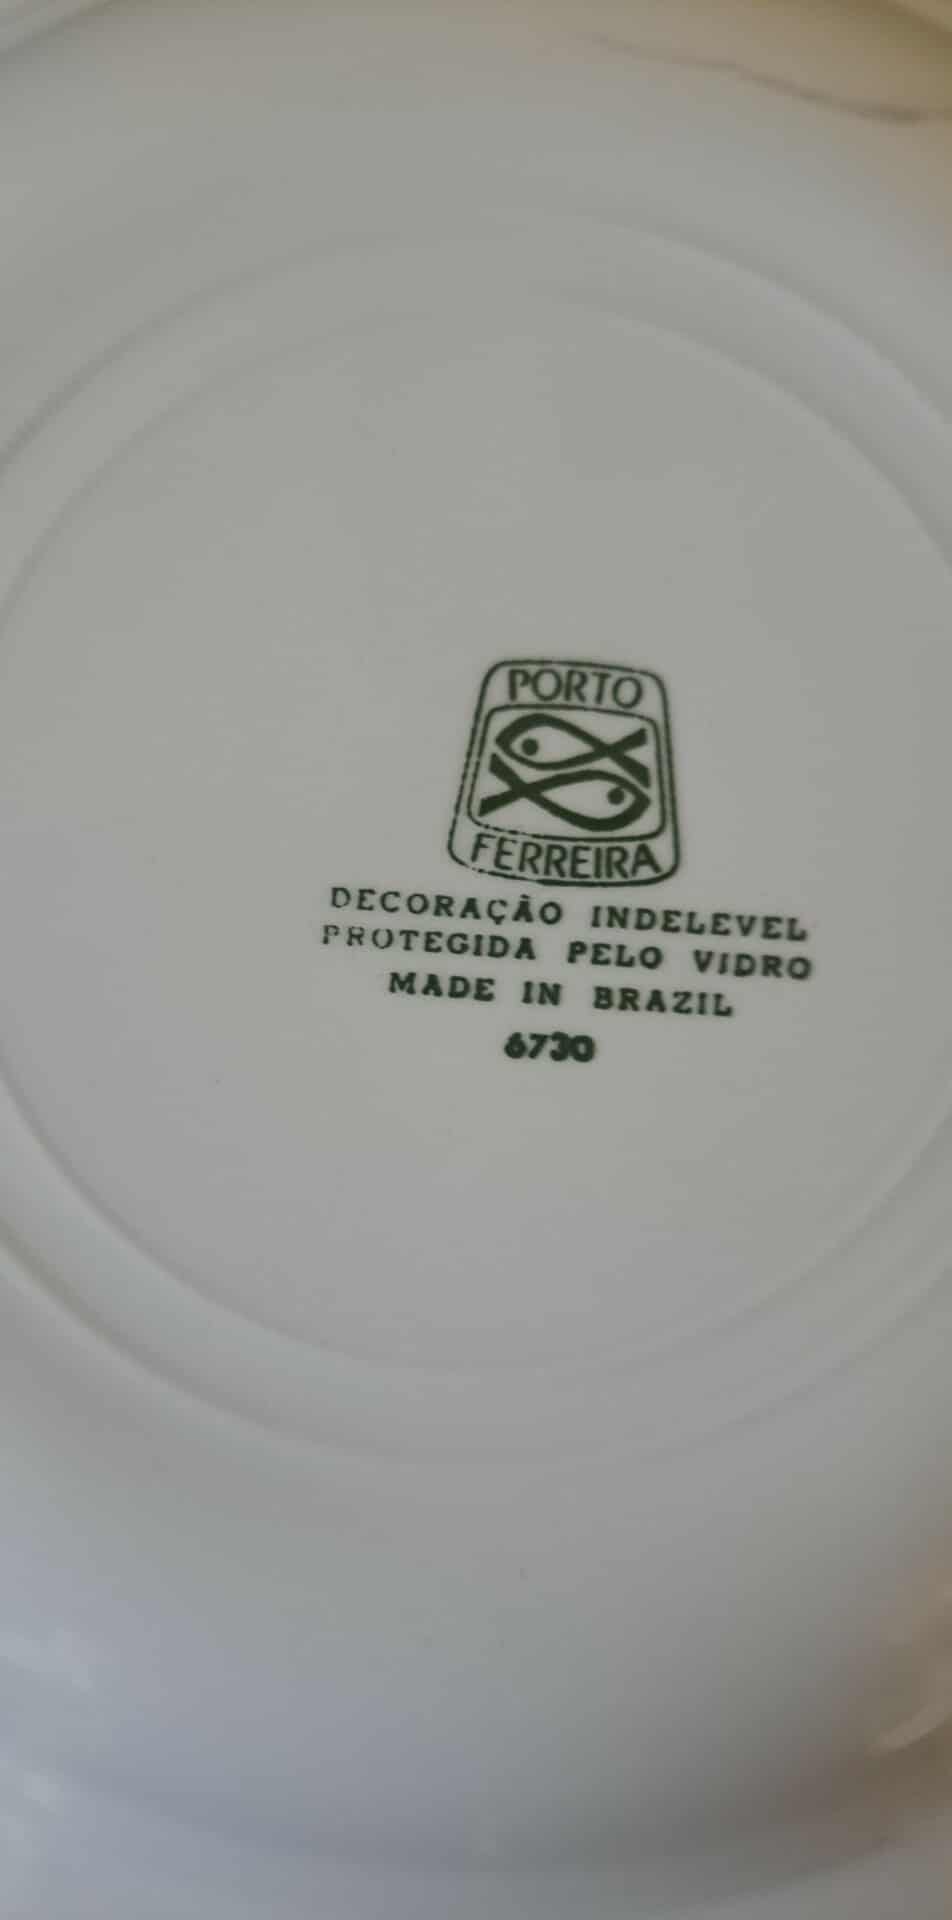 PORTO
FERREIRA
DECORAÇÃO INDELEVEL
PROTEGIDA PELO VIDRO
MADE IN BRAZIL
6730